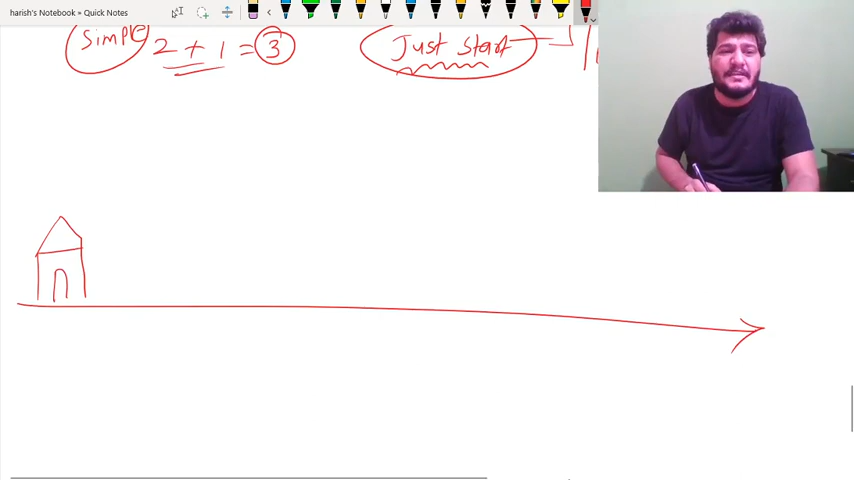 harish's Notebook » Quick Notes
Simple 2 + 1 = 3 Just Start